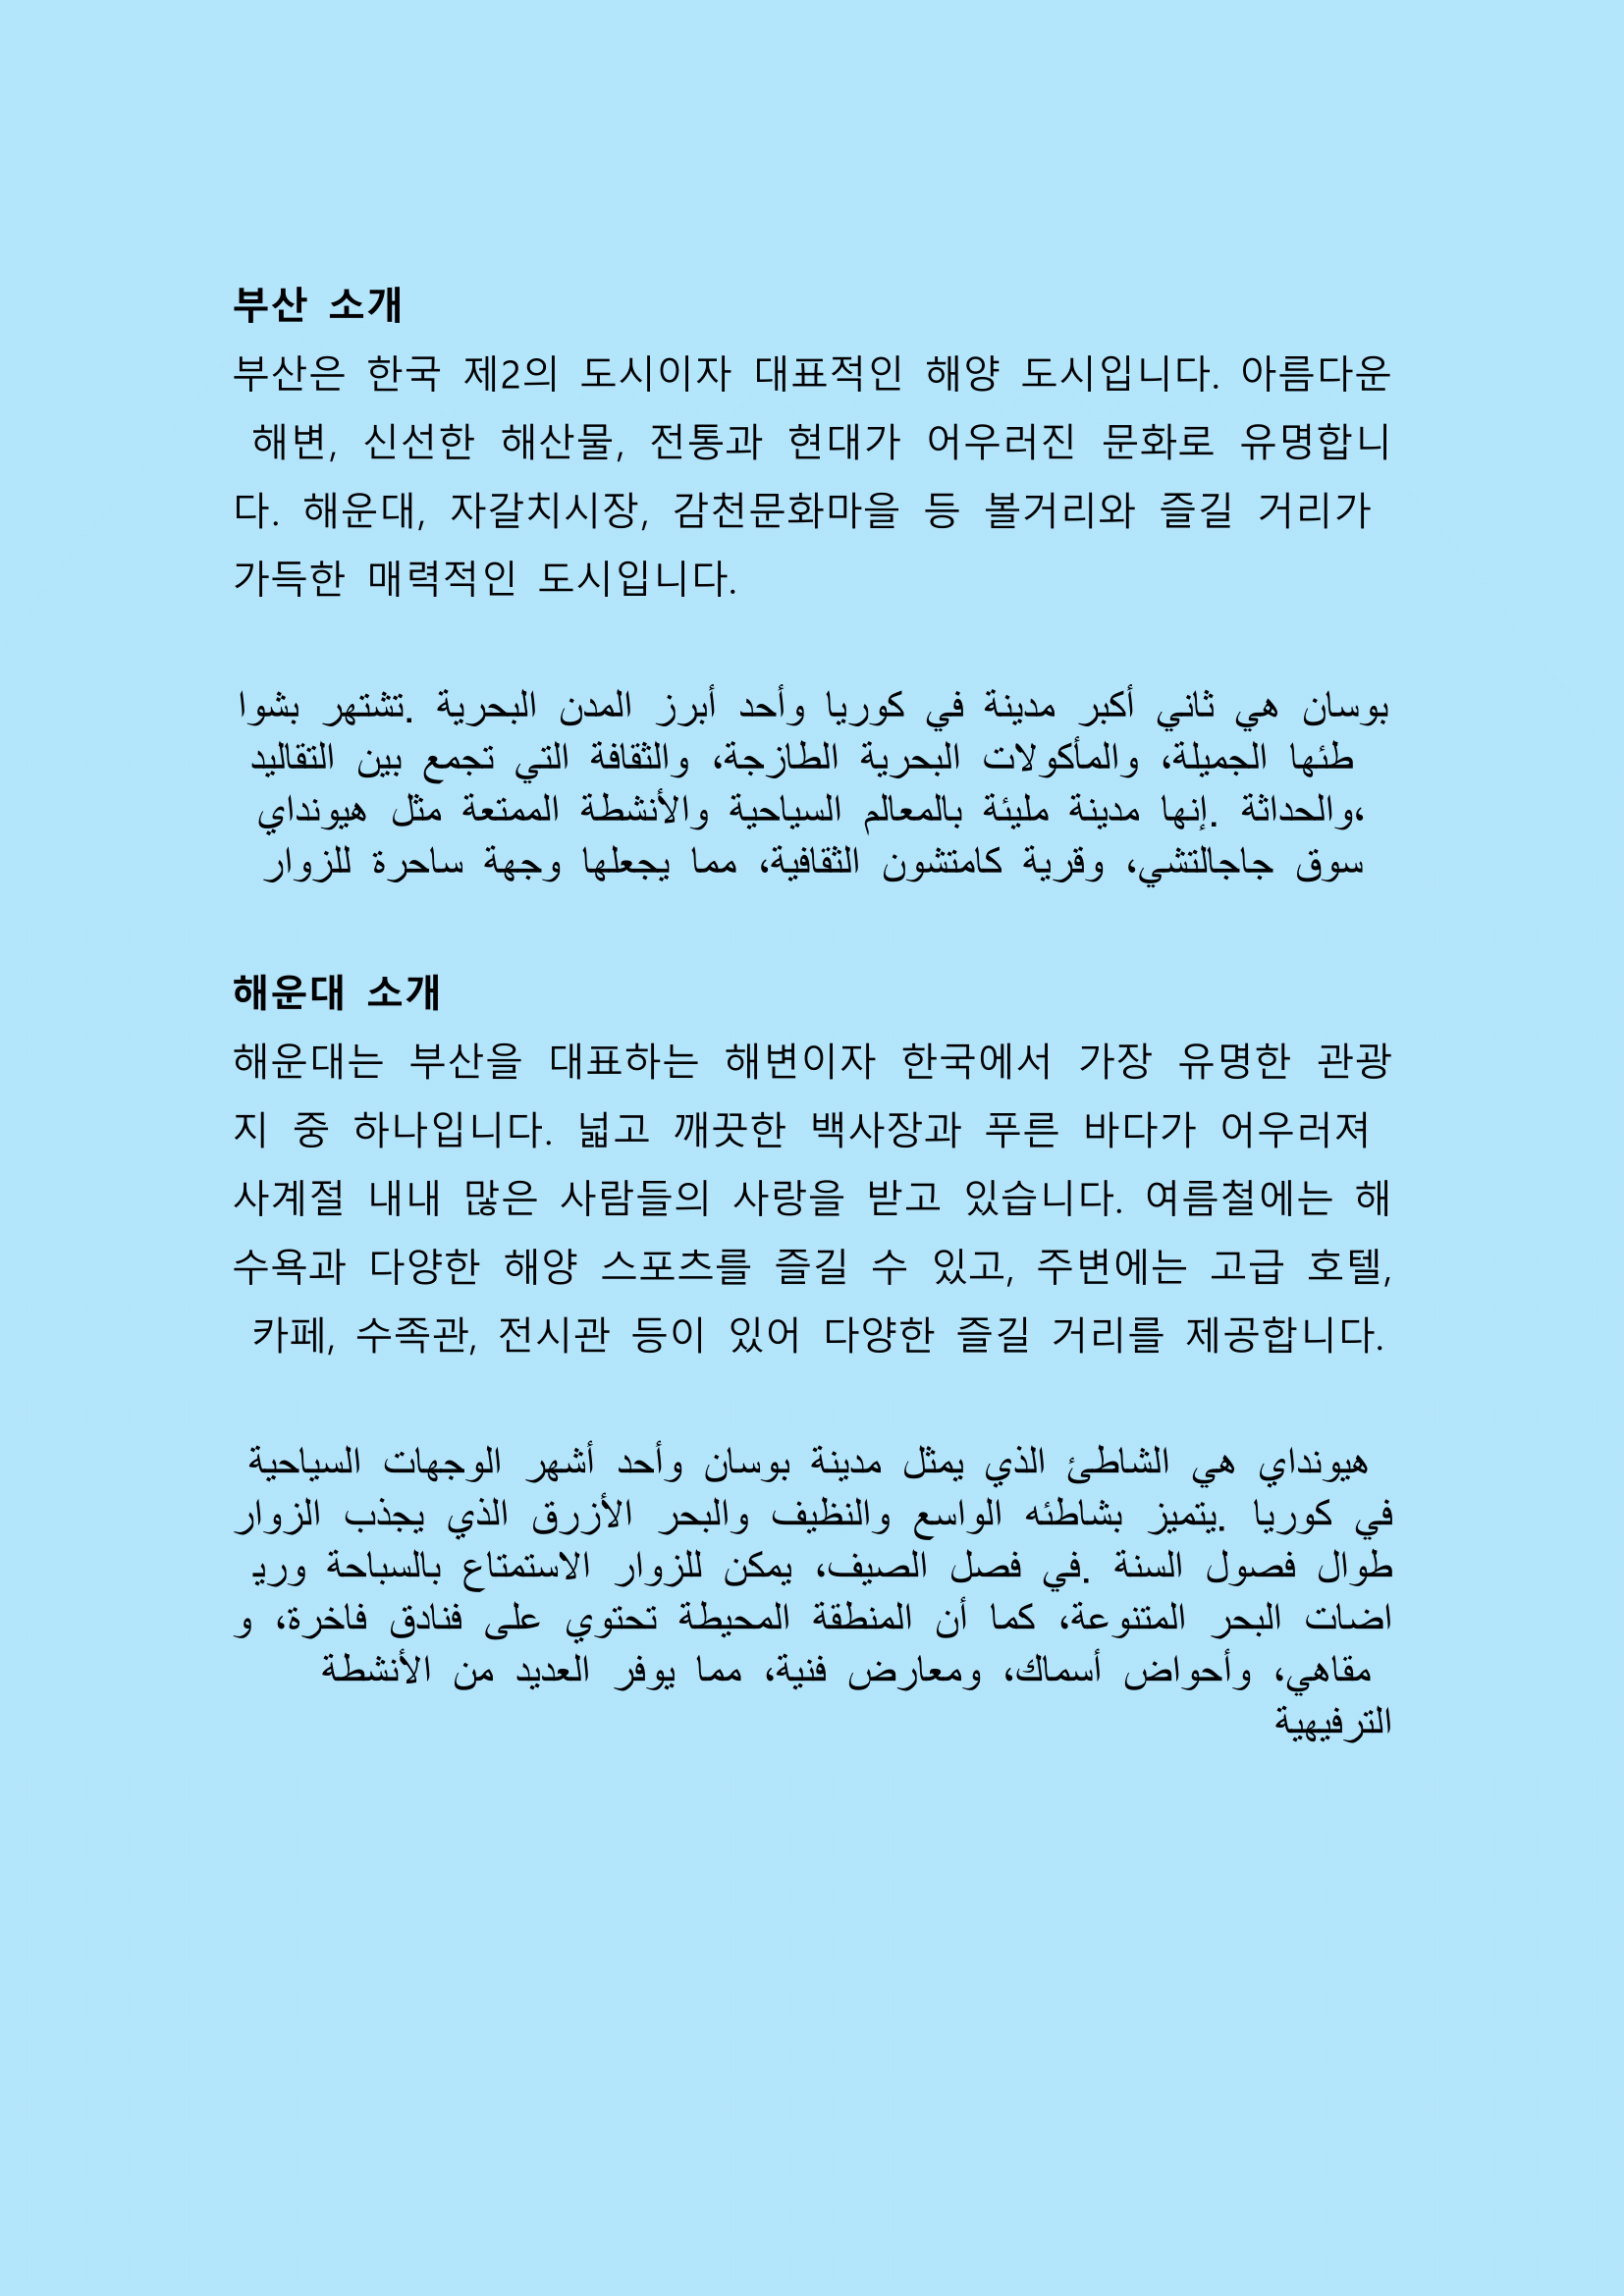 부산 소개
부산은 한국 제2의 도시이자 대표적인 해양 도시입니다. 아름다운
해변, 신선한 해산물, 전통과 현대가 어우러진 문화로 유명합니
다. 해운대, 자갈치시장, 감천문화마을 등 볼거리와 즐길 거리가
가득한 매력적인 도시입니다.
بوسان هي ثاني أكبر مدينة في كوريا وأحد أبرز المدن البحرية .تشتهر بشوا
طئها الجميلة، والمأكولات البحرية الطازجة، والثقافة التي تجمع بين التقاليد
،والحداثة .إنها مدينة مليئة بالمعالم السياحية والأنشطة الممتعة مثل هيونداي
سوق جاجالتشي، وقرية كامتشون الثقافية، مما يجعلها وجهة ساحرة للزوار
해운대 소개
해운대는 부산을 대표하는 해변이자 한국에서 가장 유명한 관광
지 중 하나입니다. 넓고 깨끗한 백사장과 푸른 바다가 어우러져
사계절 내내 많은 사람들의 사랑을 받고 있습니다. 여름철에는 해
수욕과 다양한 해양 스포츠를 즐길 수 있고, 주변에는 고급 호텔,
카페, 수족관, 전시관 등이 있어 다양한 즐길 거리를 제공합니다.
هيونداي هي الشاطئ الذي يمثل مدينة بوسان وأحد أشهر الوجهات السياحية
في كوريا .يتميز بشاطئه الواسع والنظيف والبحر الأزرق الذي يجذب الزوار
طوال فصول السنة .في فصل الصيف، يمكن للزوار الاستمتاع بالسباحة وري
اضات البحر المتنوعة، كما أن المنطقة المحيطة تحتوي على فنادق فاخرة، و
مقاهي، وأحواض أسماك، ومعارض فنية، مما يوفر العديد من الأنشطة
الترفيهية